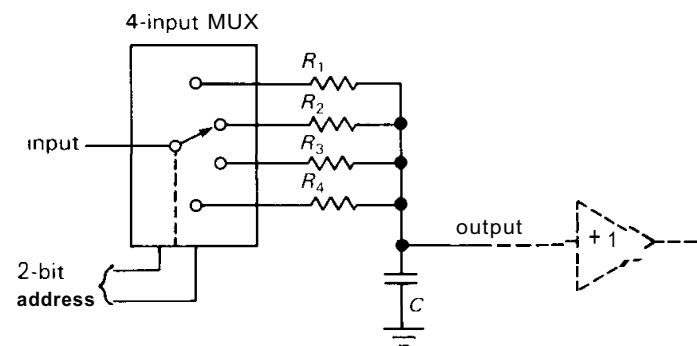 4-input MUX
R1
R2
input
R3
R4
output
+ 1
2-bit
address
C